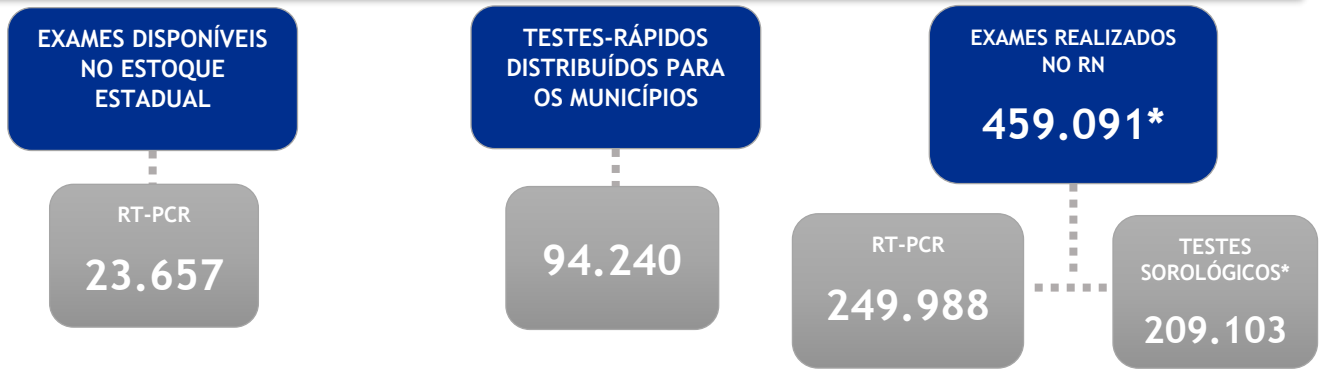 EXAMES DISPONÍVEIS
NO ESTOQUE
ESTADUAL
RT-PCR
23.657
TESTES-RÁPIDOS
DISTRIBUÍDOS PARA
OS MUNICÍPIOS
94.240
EXAMES REALIZADOS
NO RN
459.091*
RT-PCR
249.988
TESTES
SOROLÓGICOS*
209.103